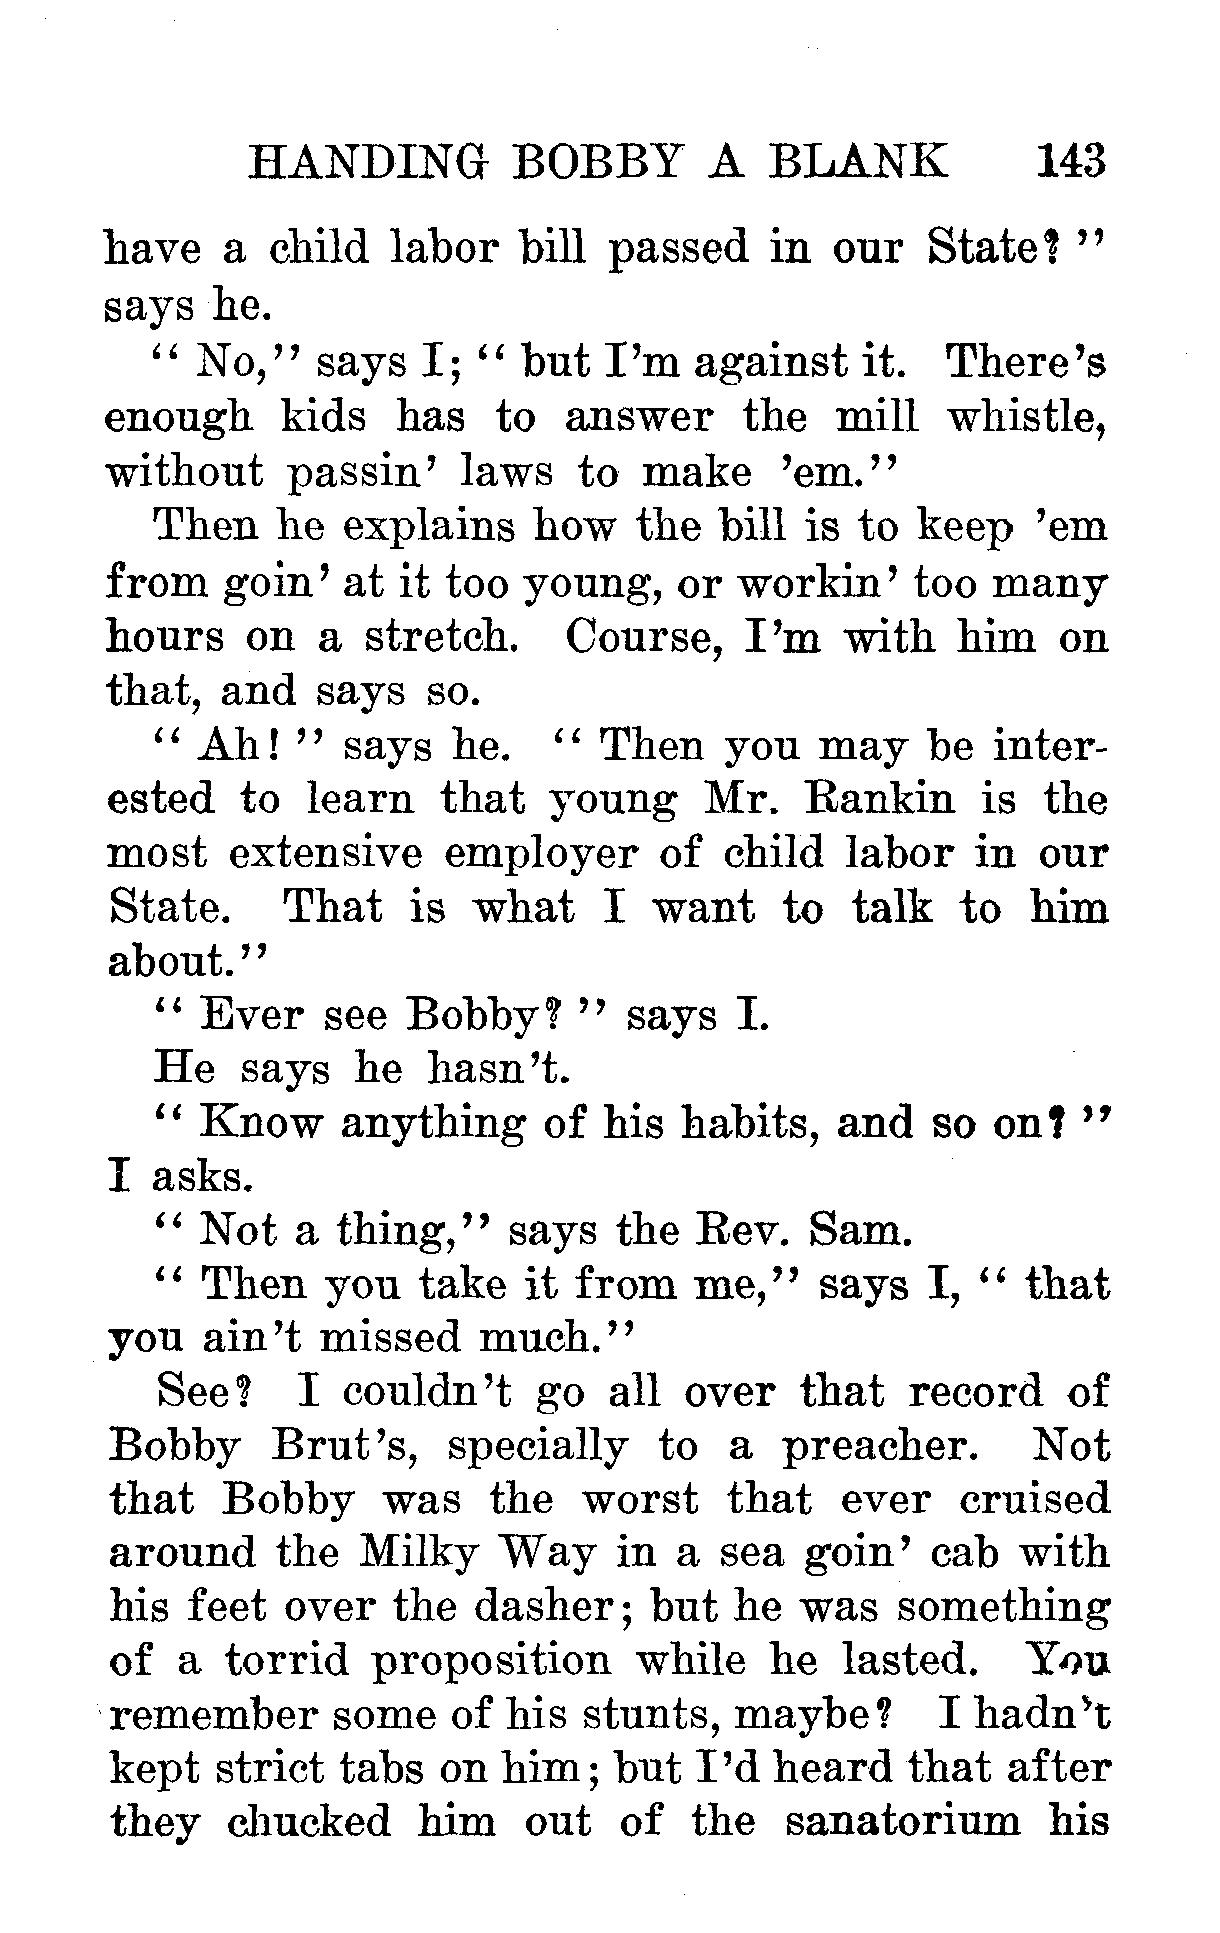 HANDING BOBBY A BLANK 143
have a child labor bill passed in our State? ”
says he.
“ No,” says I; “ but I’m against it. There’s
enough kids has to answer the mill whistle,
without passin’ laws to make ’em.”
Then he explains how the bill is to keep ’em
from goin’ at it too young, or workin’ too many
hours on a stretch. Course, I’m with him on
that, and says so.
“ Ah! ” says he. “ Then you may be inter-
ested to learn that young Mr. Rankin is the
most extensive employer of child labor in our
State. That is what I want to talk to him
about.”
“ Ever see Bobby? ” says I.
He says he hasn’t.
“ Know anything of his habits, and so on? ”
I asks.
“ Not a thing,” says the Rev. Sam.
“ Then you take it from me,” says I, “ that
you ain’t missed much.”
See? I couldn’t go all over that record of
Bobby Brut’s, specially to a preacher. Not
that Bobby was the worst that ever cruised
around the Milky Way in a sea goin’ cab with
his feet over the dasher; but he was something
of a torrid proposition while he lasted. You
remember some of his stunts, maybe? I hadn’t
kept strict tabs on him; but I’d heard that after
they chucked him out of the sanatorium his